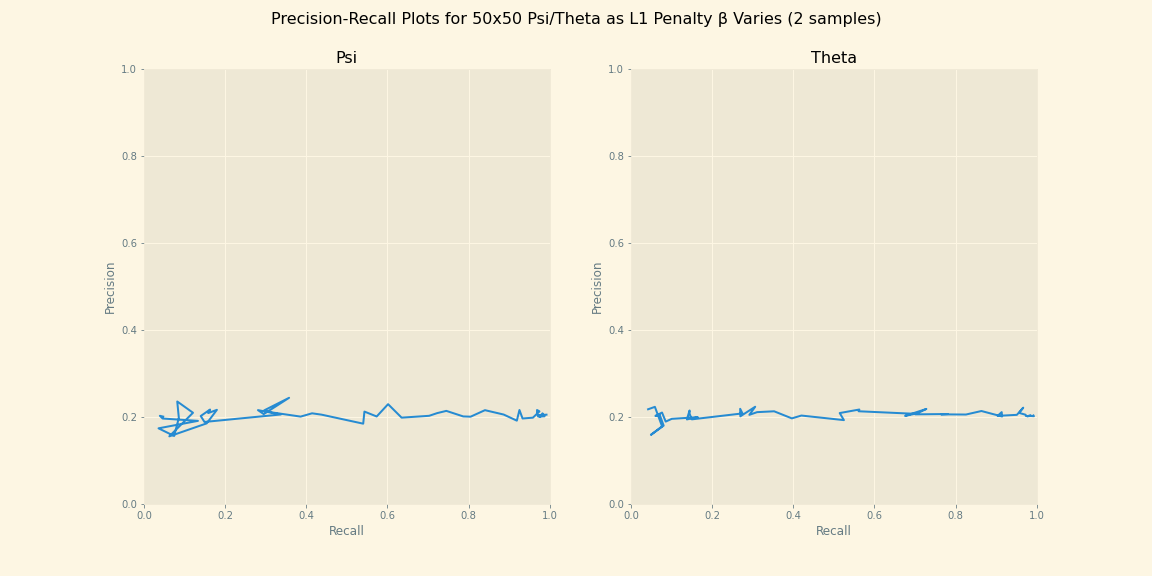 Precision-Recall Plots for 50x50 Psi/Theta as L1 Penalty β Varies (2 samples)
Psi
Theta
1.0
0.8
0.6
0.4
0.2
0.0
Precision
0.0 0.2 0.4 0.6 0.8 1.0
Recall
1.0
0.8
0.6
0.4
0.2
0.0
Precision
0.0 0.2 0.4 0.6 0.8 1.0
Recall